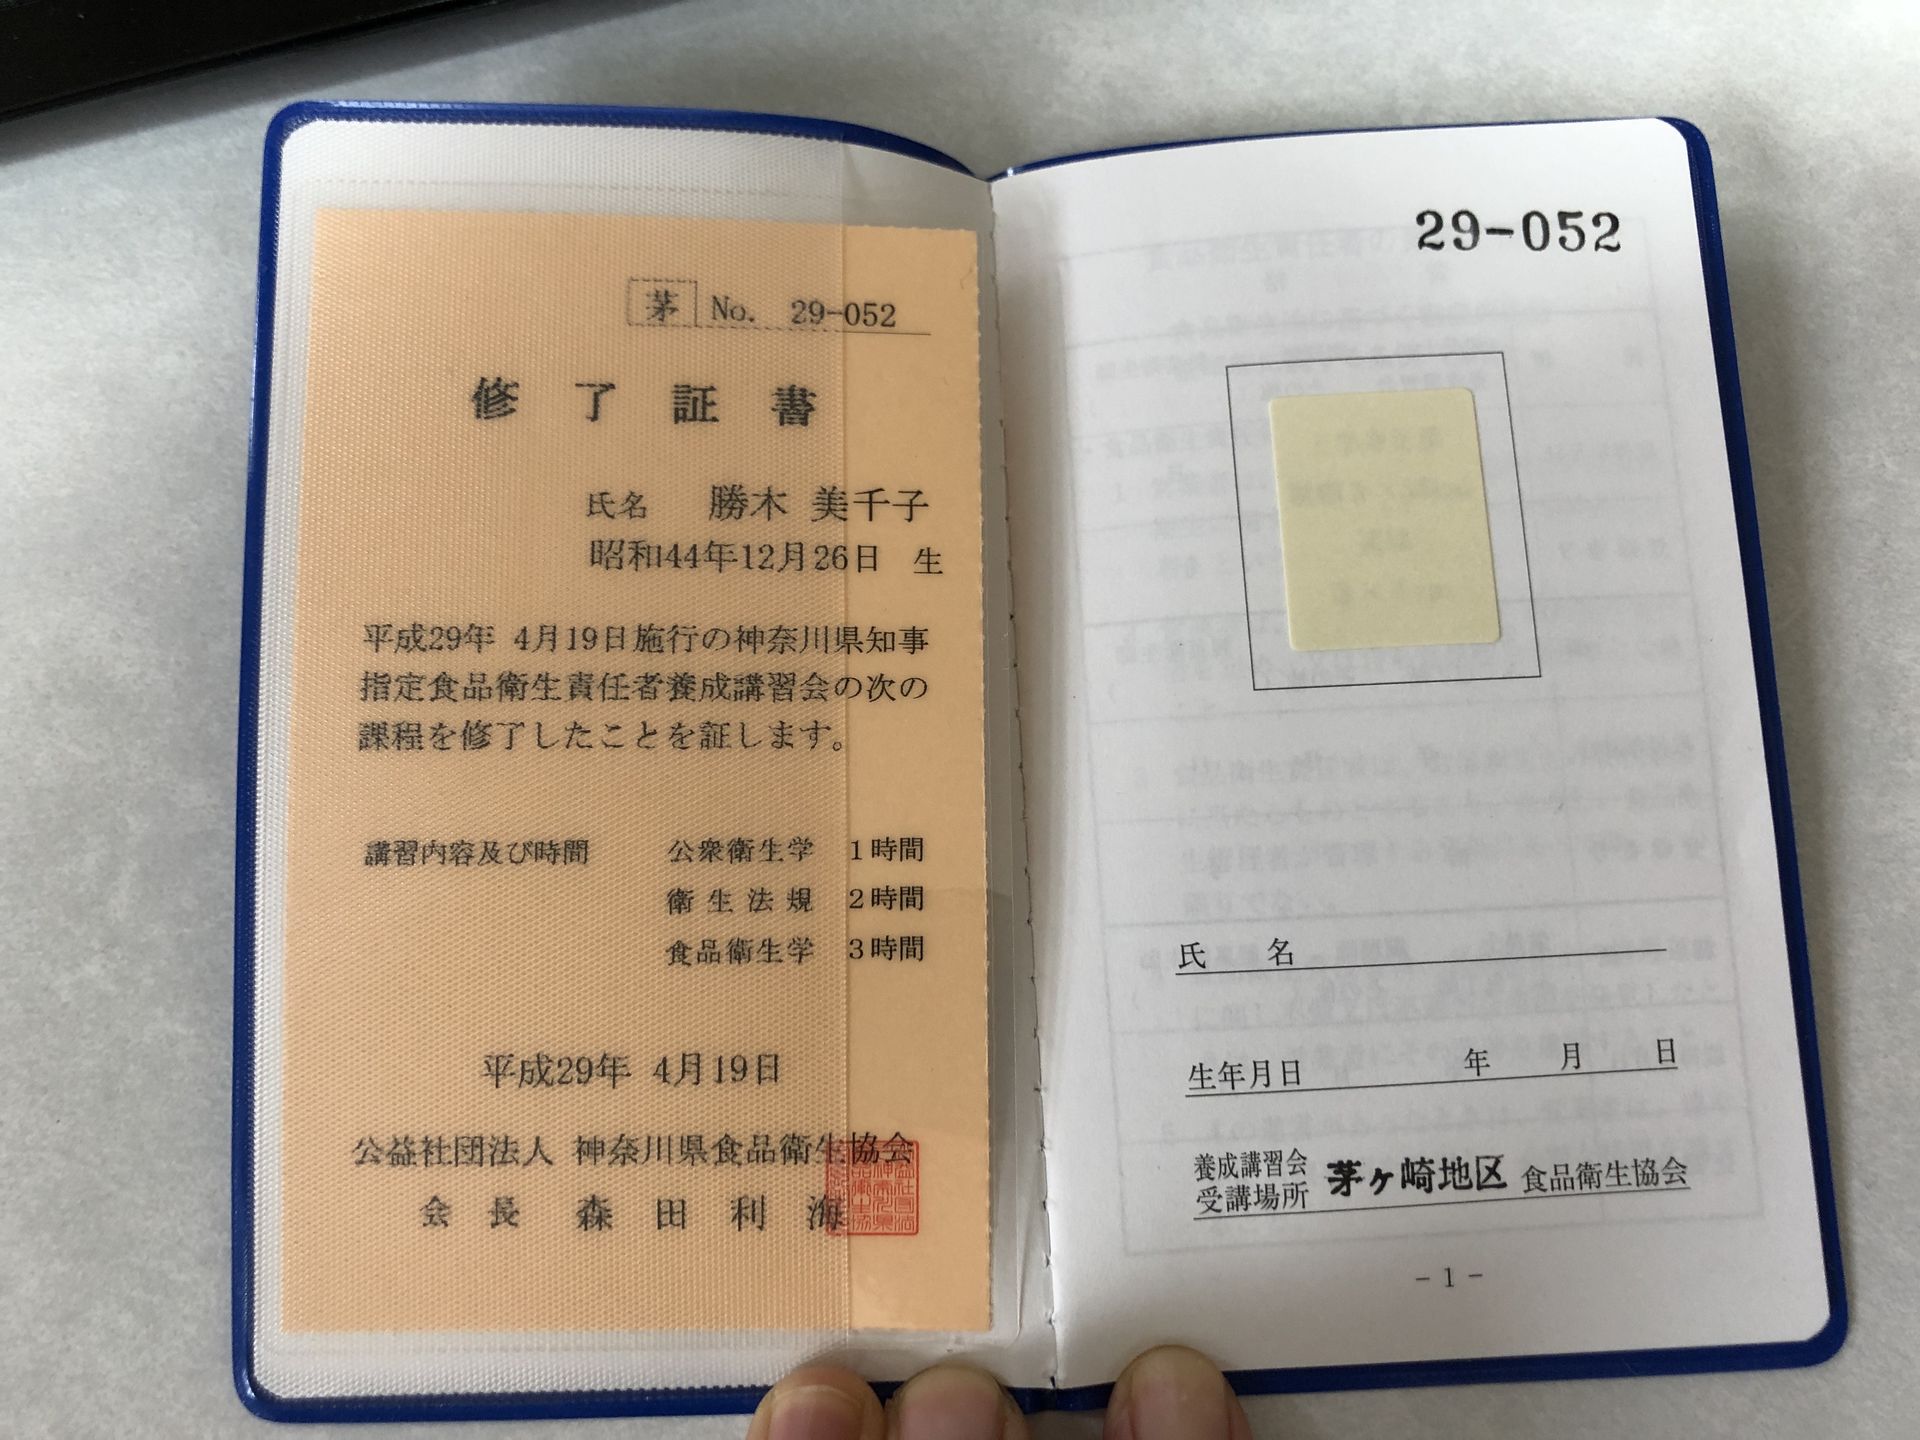 茅 No. 29-052
修了証書
氏名 勝木 美千子
昭和44年12月26日 生
平成29年 4月19日施行の神奈川県知事
指定食品衛生責任者養成講習会の次の
課程を修了したことを証します。
講習内容及び時間 公衆衛生学 1時間
衛生法規 2時間
食品衛生学 3時間
平成29年 4月19日
公益社団法人 神奈川県食品衛生協会
会長 森田利海
29-052
氏 名
生年月日 年 月 日
養成講習会
受講場所 茅ヶ崎地区 食品衛生協会
- 1 -